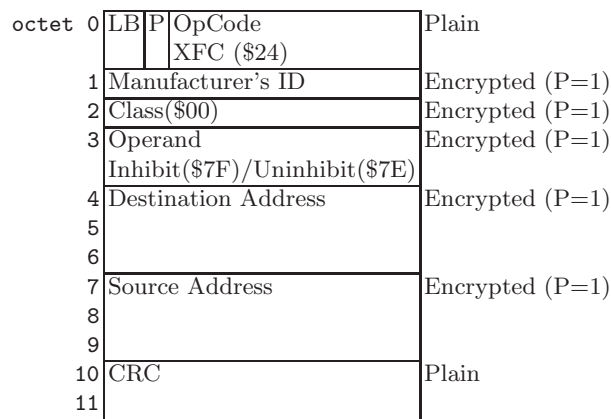 octet 0 LB P OpCode Plain
XFC ($24)
1 Manufacturer's ID Encrypted (P=1)
2 Class($00) Encrypted (P=1)
3 Operand Encrypted (P=1)
Inhibit($7F)/Uninhibit($7E)
4 Destination Address Encrypted (P=1)
5
6
7 Source Address Encrypted (P=1)
8
9
10 CRC Plain
11